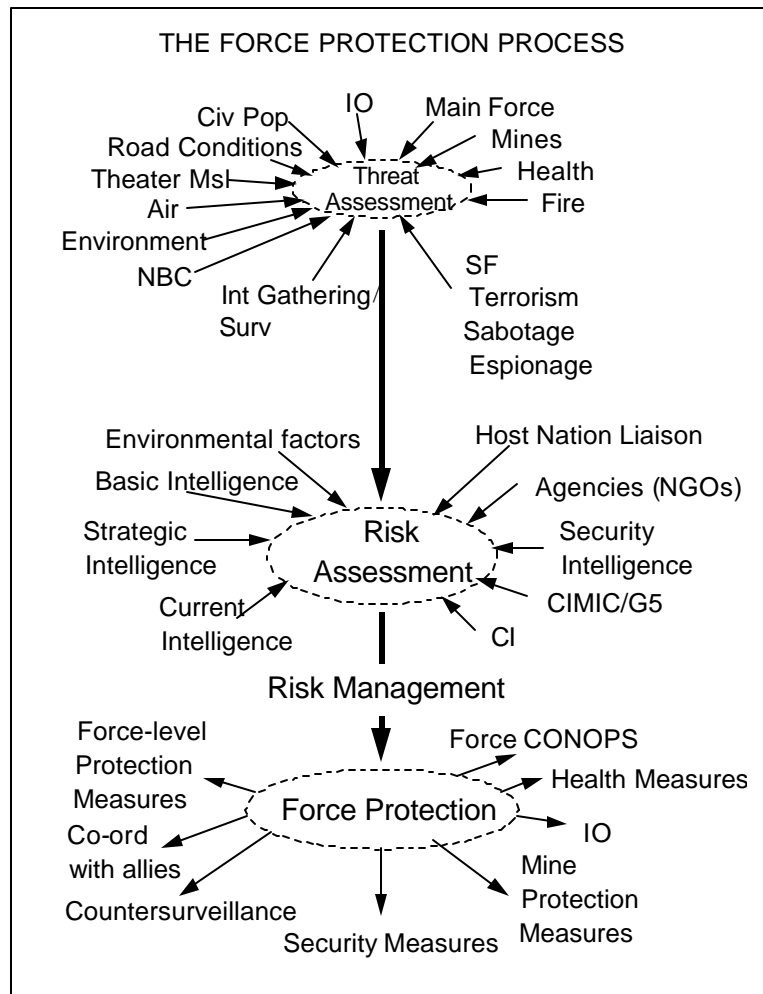 THE FORCE PROTECTION PROCESS
IO
Civ Pop
Main Force
Road Conditions
Mines
Theater Msl
Threat
Assessment
Health
Air
Fire
Environment
NBC
Int Gathering/
Surv
SF
Terrorism
Sabotage
Espionage
Environmental factors
Host Nation Liaison
Basic Intelligence
Agencies (NGOs)
Strategic
Intelligence
Risk
Assessment
Security
Intelligence
Current
Intelligence
CIMIC/G5
CI
Risk Management
Force-level
Protection
Measures
Force CONOPS
Health Measures
Force Protection
IO
Co-ord
with allies
Mine
Protection
Measures
Countersurveillance
Security Measures